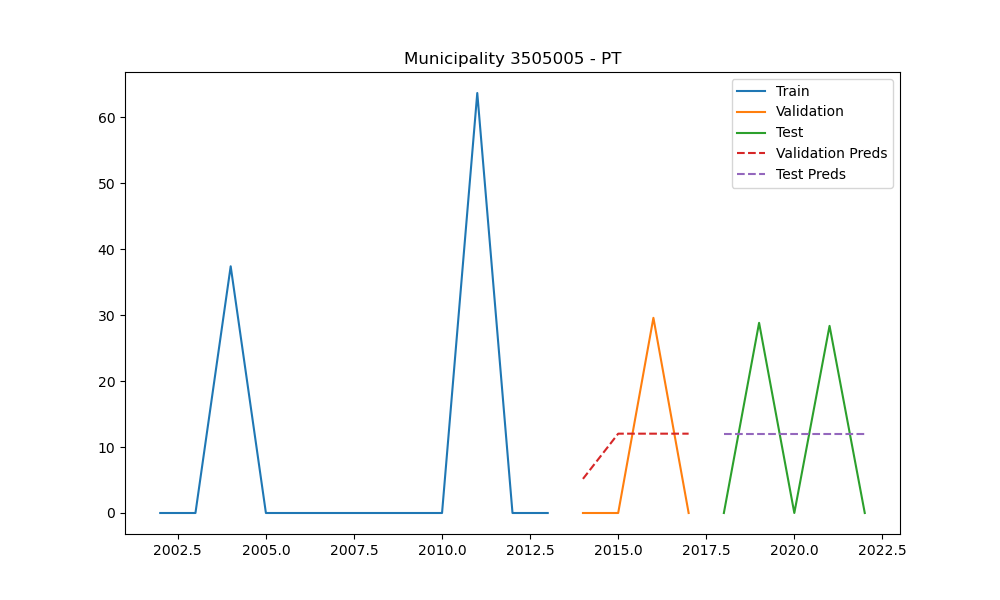 Municipality 3505005 - PT
Train
Validation
Test
Validation Preds
Test Preds
60
50
40
30
20
10
0
2002.5 2005.0 2007.5 2010.0 2012.5 2015.0 2017.5 2020.0 2022.5